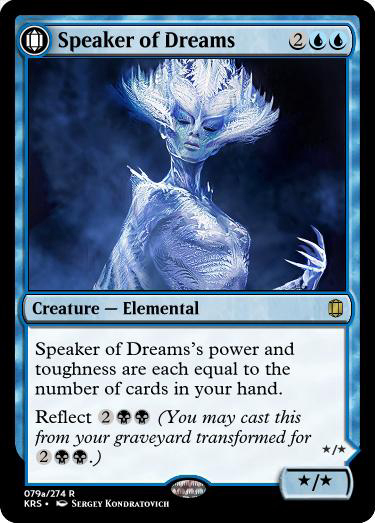 Speaker of Dreams 2
Creature — Elemental
Speaker of Dreams's power and
toughness are each equal to the
number of cards in your hand.
Reflect 2 (You may cast this
from your graveyard transformed for
2.)
*/*
*/*
079a/274 R
KRS • Sergey Kondratovich